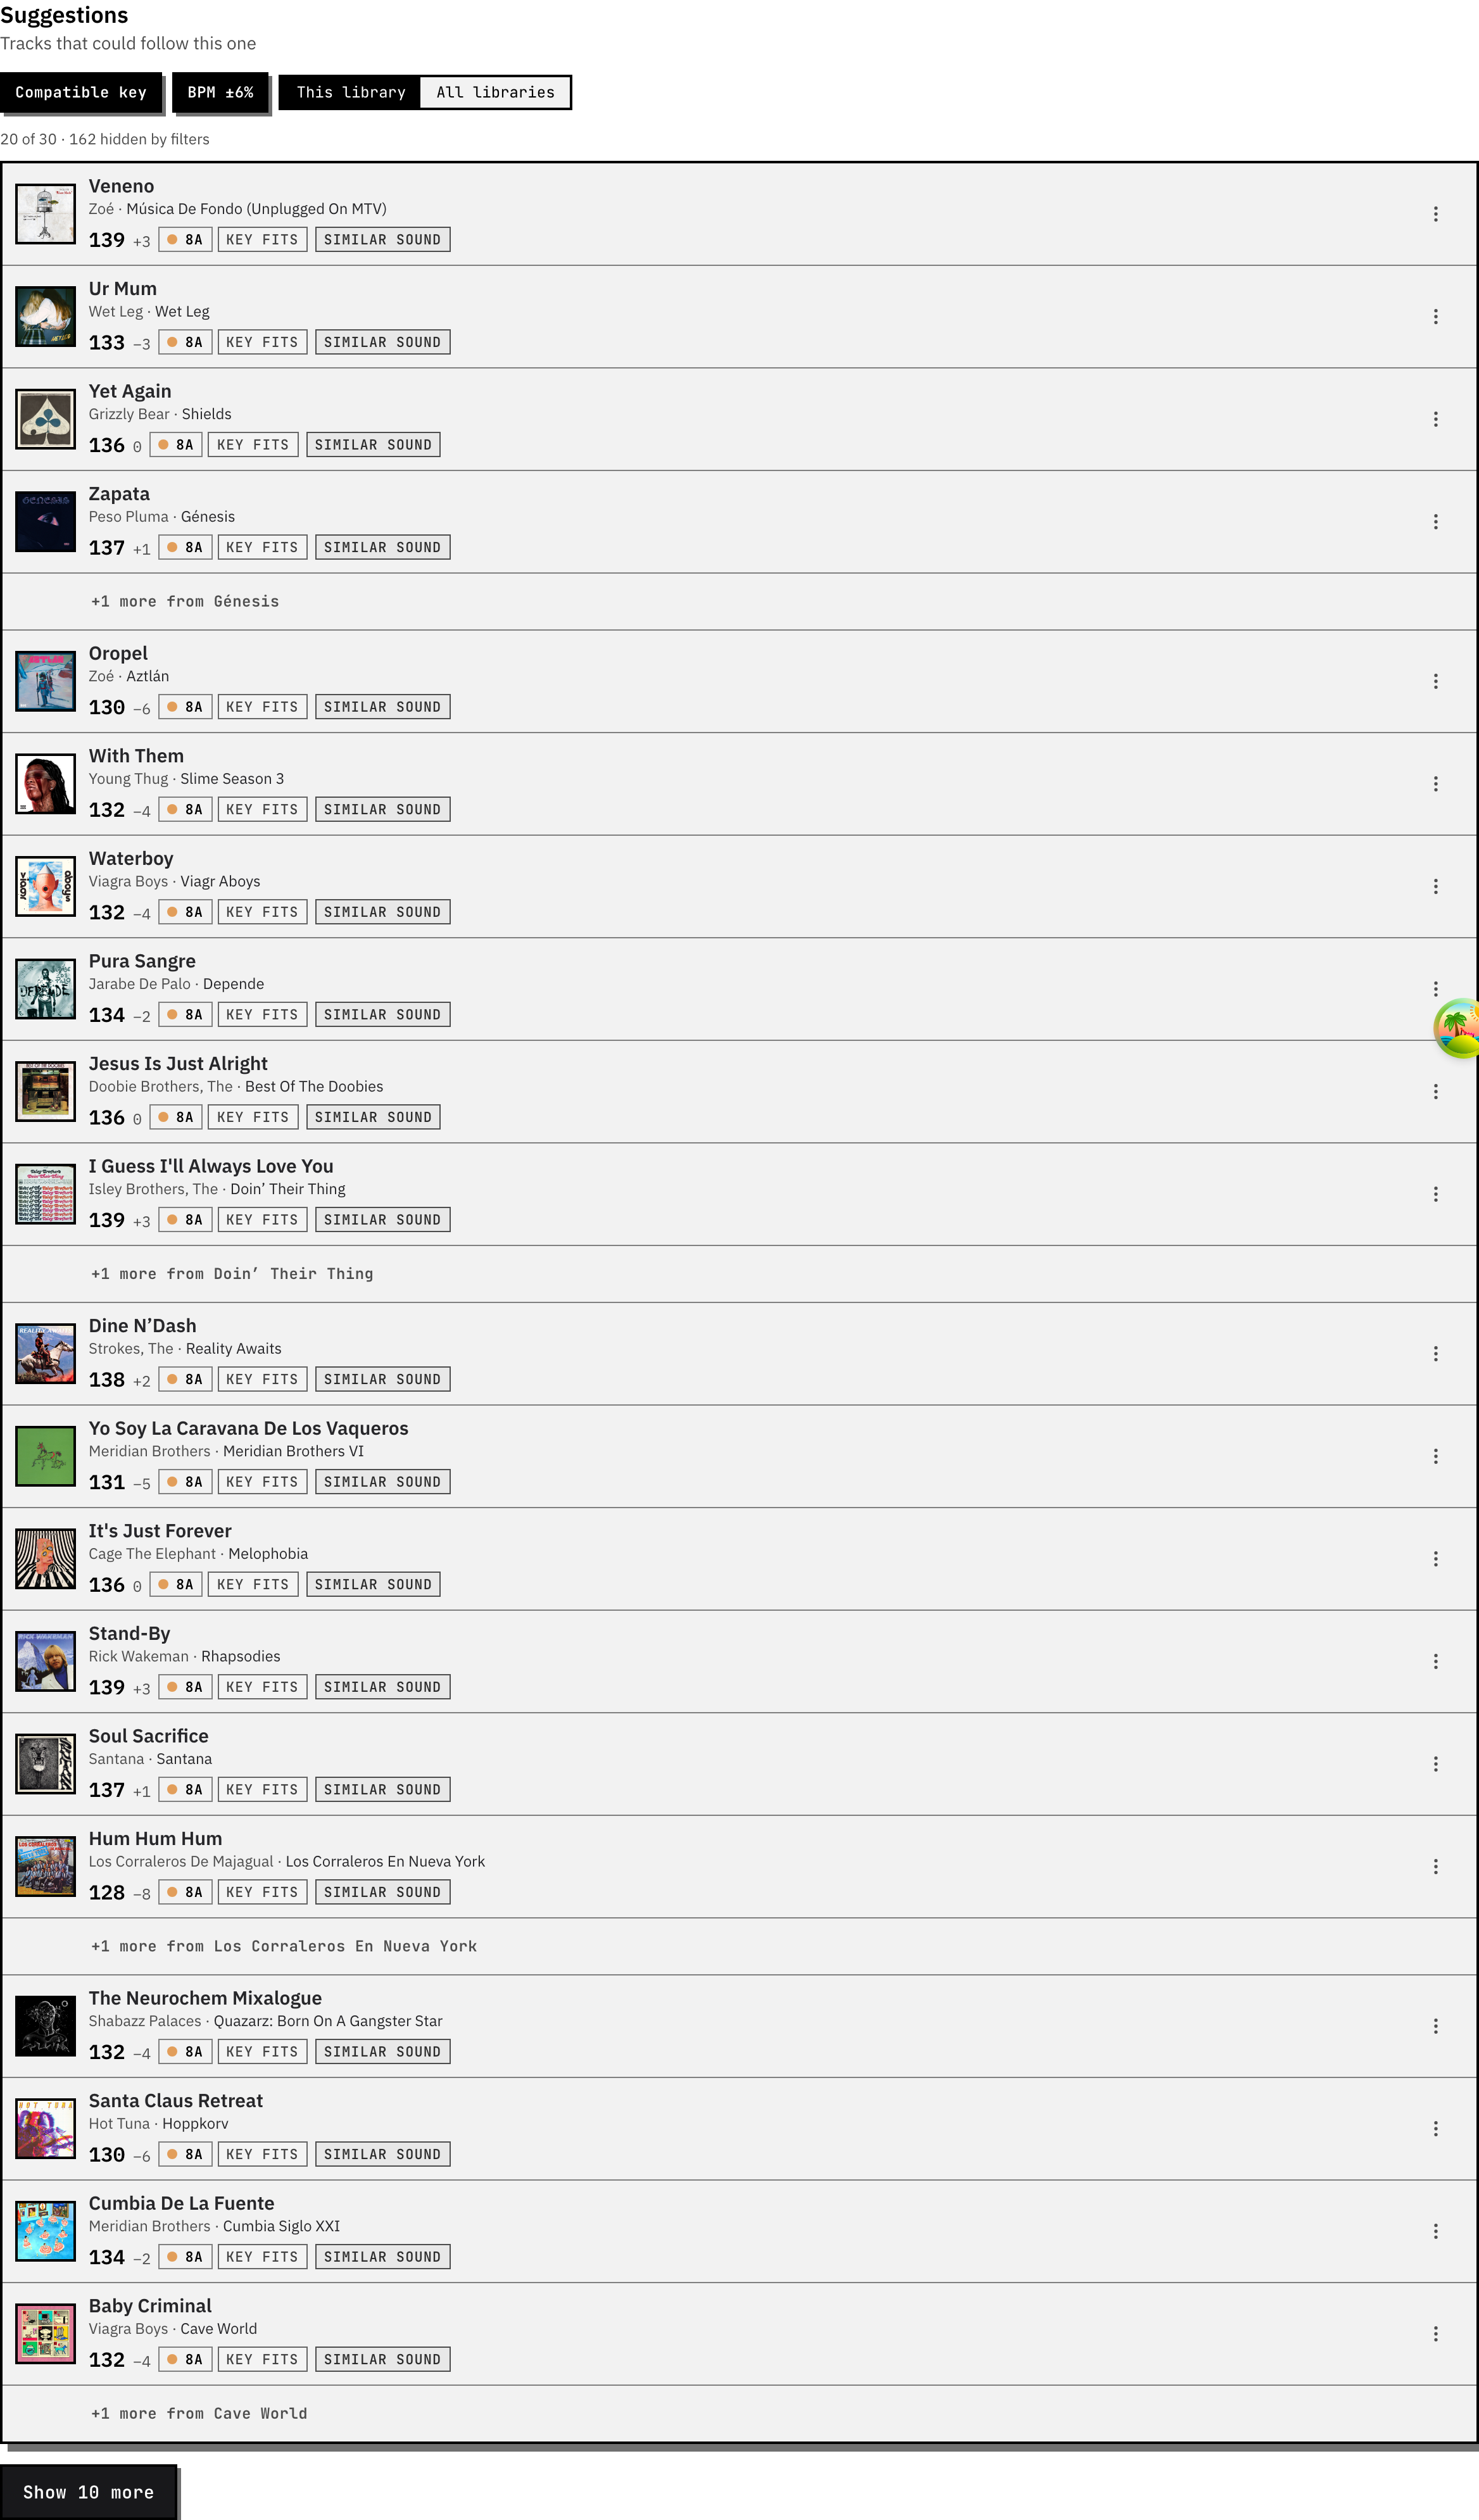 Suggestions
Tracks that could follow this one
Compatible key BPM ±6% This library All libraries
20 of 30 · 162 hidden by filters
Veneno
Zoé · Música De Fondo (Unplugged On MTV)
139 +3 8A KEY FITS SIMILAR SOUND
Ur Mum
Wet Leg · Wet Leg
133 −3 8A KEY FITS SIMILAR SOUND
Yet Again
Grizzly Bear · Shields
136 0 8A KEY FITS SIMILAR SOUND
Zapata
Peso Pluma · Génesis
137 +1 8A KEY FITS SIMILAR SOUND
+1 more from Génesis
Oropel
Zoé · Aztlán
130 −6 8A KEY FITS SIMILAR SOUND
With Them
Young Thug · Slime Season 3
132 −4 8A KEY FITS SIMILAR SOUND
Waterboy
Viagra Boys · Viagr Aboys
132 −4 8A KEY FITS SIMILAR SOUND
Pura Sangre
Jarabe De Palo · Depende
134 −2 8A KEY FITS SIMILAR SOUND
Jesus Is Just Alright
Doobie Brothers, The · Best Of The Doobies
136 0 8A KEY FITS SIMILAR SOUND
I Guess I'll Always Love You
Isley Brothers, The · Doin’ Their Thing
139 +3 8A KEY FITS SIMILAR SOUND
+1 more from Doin’ Their Thing
Dine N’Dash
Strokes, The · Reality Awaits
138 +2 8A KEY FITS SIMILAR SOUND
Yo Soy La Caravana De Los Vaqueros
Meridian Brothers · Meridian Brothers VI
131 −5 8A KEY FITS SIMILAR SOUND
It's Just Forever
Cage The Elephant · Melophobia
136 0 8A KEY FITS SIMILAR SOUND
Stand-By
Rick Wakeman · Rhapsodies
139 +3 8A KEY FITS SIMILAR SOUND
Soul Sacrifice
Santana · Santana
137 +1 8A KEY FITS SIMILAR SOUND
Hum Hum Hum
Los Corraleros De Majagual · Los Corraleros En Nueva York
128 −8 8A KEY FITS SIMILAR SOUND
+1 more from Los Corraleros En Nueva York
The Neurochem Mixalogue
Shabazz Palaces · Quazarz: Born On A Gangster Star
132 −4 8A KEY FITS SIMILAR SOUND
Santa Claus Retreat
Hot Tuna · Hoppkorv
130 −6 8A KEY FITS SIMILAR SOUND
Cumbia De La Fuente
Meridian Brothers · Cumbia Siglo XXI
134 −2 8A KEY FITS SIMILAR SOUND
Baby Criminal
Viagra Boys · Cave World
132 −4 8A KEY FITS SIMILAR SOUND
+1 more from Cave World
Show 10 more